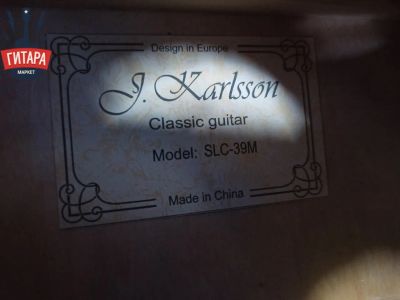 ГИТАРА
МАРКЕТ
Design in Europe
J. Karlsson
Classic guitar
Model: SLC-39M
Made in China